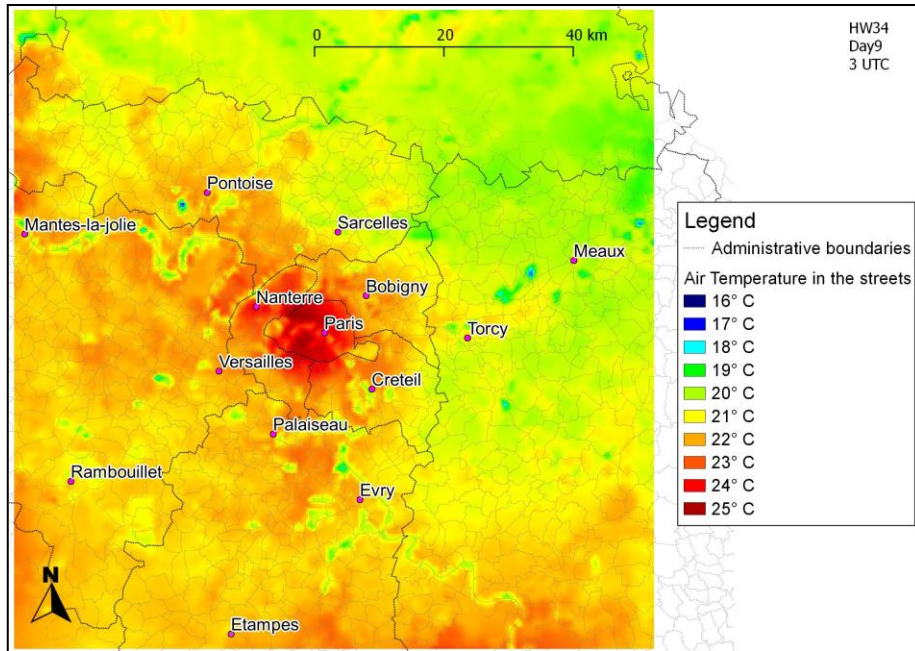 HW34
Day9
3 UTC
0 20 40 km
Pontoise
Mantes-la-jolie
Sarcelles
Meaux
Nanterre
Bobigny
Paris
Torcy
Versailles
Creteil
Palaiseau
Rambouillet
Evry
Etampes
N
Legend
Administrative boundaries
Air Temperature in the streets
16° C
17° C
18° C
19° C
20° C
21° C
22° C
23° C
24° C
25° C